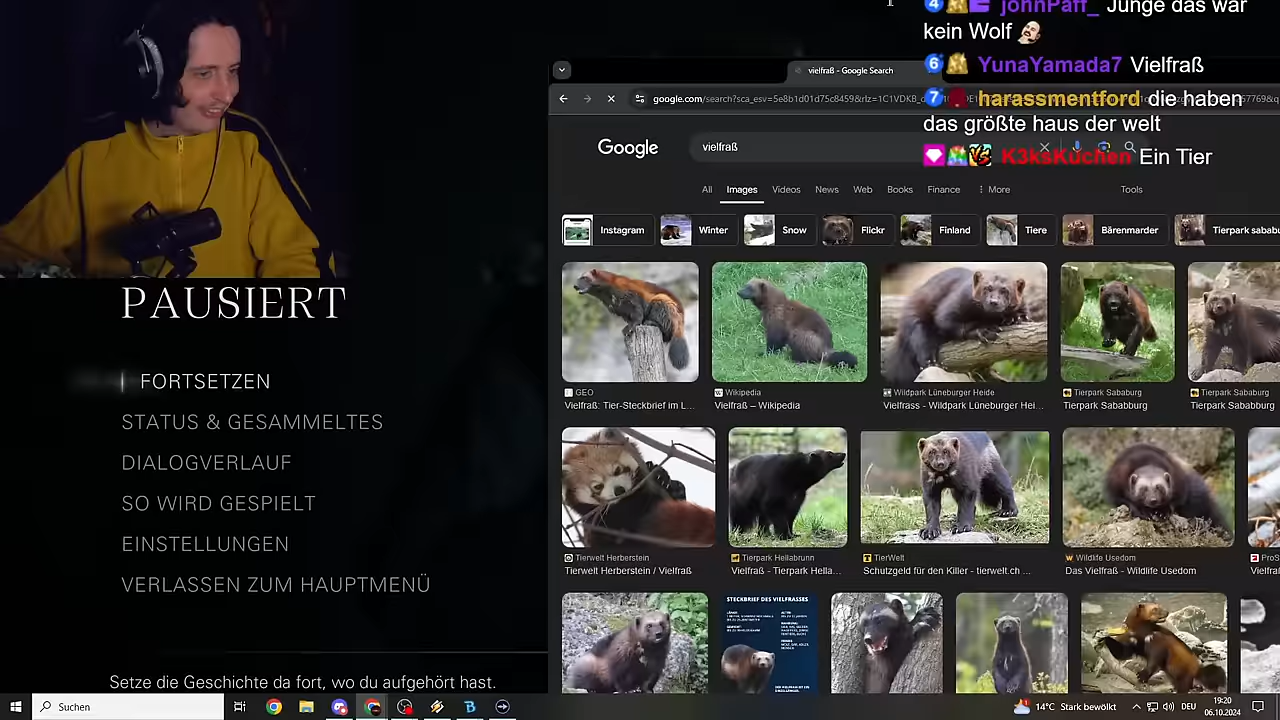 johnPaff_ Junge das war
kein Wolf
YunaYamada7 Vielfraß
harassmentford die haben
das größte haus der welt
K3ksKuchen Ein Tier
vielfraß - Google Search
Google
vielfraß
All
Images
Videos
News
Web
Books
Finance
More
Tools
Instagram
Winter
Snow
Flickr
Finland
Tiere
Bärenmarder
Tierpark sababu
GEO
Vielfraß: Tier-Steckbrief im L...
Wikipedia
Vielfraß – Wikipedia
Wildpark Lüneburger Heide
Vielfrass - Wildpark Lüneburger Hei...
Tierpark Sababurg
Tierpark Sababburg
Tierpark Sababurg
Tierpark Sababburg
Tierwelt Herberstein
Tierwelt Herberstein / Vielfraß
Tierpark Hellabrunn
Vielfraß - Tierpark Hella...
TierWelt
Schutzgeld für den Killer - tierwelt.ch ...
Wildlife Usedom
Das Vielfraß - Wildlife Usedom
STECKBRIEF DES VIELFRASSES
PAUSIERT
FORTSETZEN
STATUS & GESAMMELTES
DIALOGVERLAUF
SO WIRD GESPIELT
EINSTELLUNGEN
VERLASSEN ZUM HAUPTMENÜ
Setze die Geschichte da fort, wo du aufgehört hast.
Suchen
14°C Stark bewölkt
DEU
19:20
06.10.2024